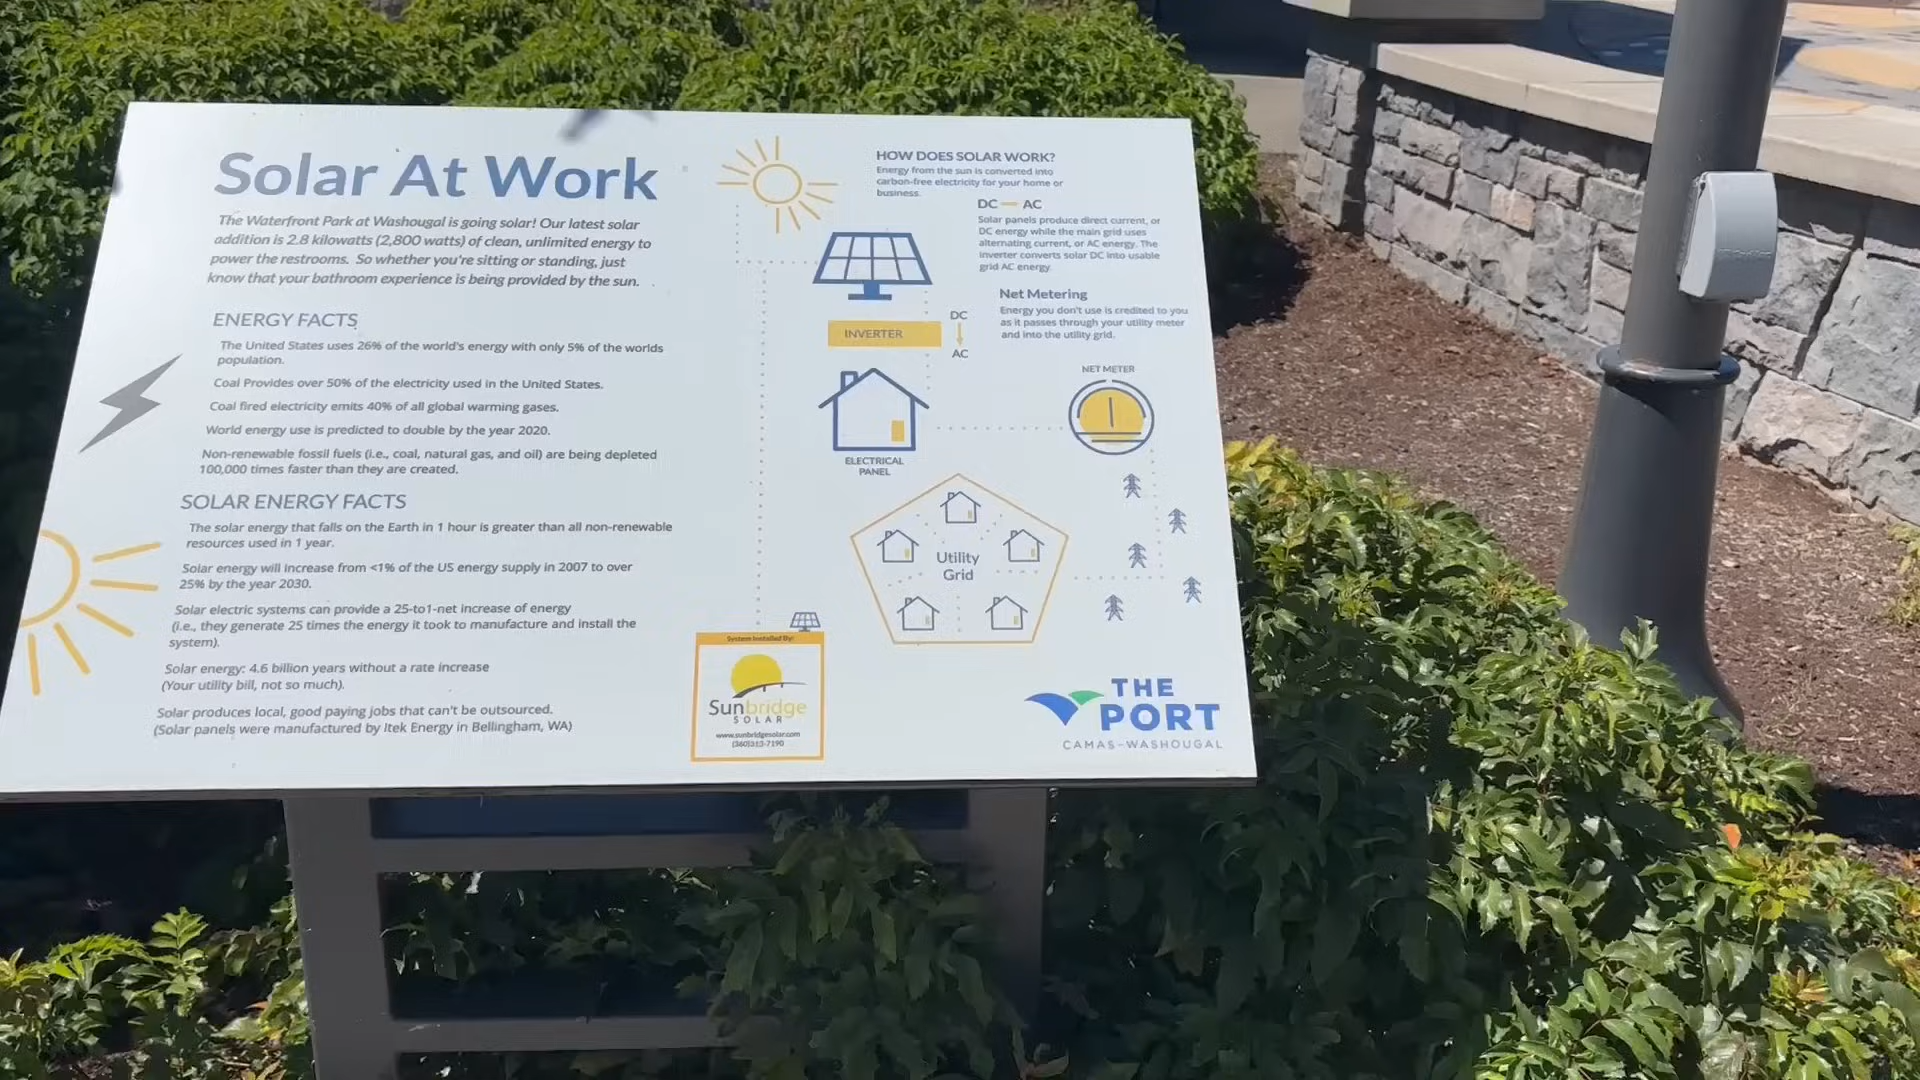 Solar At Work
The Waterfront Park at Washougal is going solar! Our latest solar
addition is 2.8 kilowatts (2,800 watts) of clean, unlimited energy to
power the restrooms. So whether you're sitting or standing, just
know that your bathroom experience is being provided by the sun.
ENERGY FACTS
The United States uses 26% of the world's energy with only 5% of the worlds
population.
Coal Provides over 50% of the electricity used in the United States.
Coal fired electricity emits 40% of all global warming gases.
World energy use is predicted to double by the year 2020.
Non-renewable fossil fuels (i.e., coal, natural gas, and oil) are being depleted
100,000 times faster than they are created.
SOLAR ENERGY FACTS
The solar energy that falls on the Earth in 1 hour is greater than all non-renewable
resources used in 1 year.
Solar energy will increase from <1% of the US energy supply in 2007 to over
25% by the year 2030.
Solar electric systems can provide a 25-to1-net increase of energy
(i.e., they generate 25 times the energy it took to manufacture and install the
system).
Solar energy: 4.6 billion years without a rate increase
(Your utility bill, not so much).
Solar produces local, good paying jobs that can't be outsourced.
(Solar panels were manufactured by Itek Energy in Bellingham, WA)
HOW DOES SOLAR WORK?
Energy from the sun is converted into
carbon-free electricity for your home or
business.
DC AC
Solar panels produce direct current, or
DC energy while the main grid uses
alternating current, or AC energy. The
inverter converts solar DC into usable
grid AC energy.
Net Metering
Energy you don't use is credited to you
as it passes through your utility meter
and into the utility grid.
INVERTER
DC
AC
NET METER
ELECTRICAL
PANEL
Utility
Grid
System Installed By:
Sunbridge
SOLAR
www.sunbridgesolar.com
(360)313-7190
THE
PORT
CAMAS-WASHOUGAL